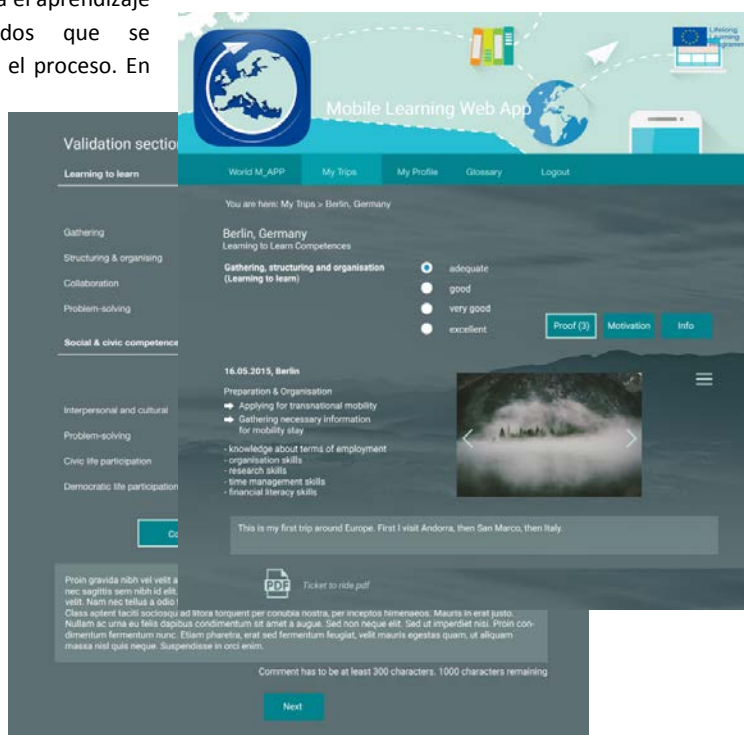 a el aprendizaje
dos que se
el proceso. En
Lifelong
Learning
Programme
Mobile Learning Web App
World M_APP My Trips My Profile Glossary Logout
You are here: My Trips > Berlin, Germany
Berlin, Germany
Learning to Learn Competences
Gathering, structuring and organisation
(Learning to learn)
adequate
good
very good
excellent
Proof (3) Motivation Info
16.05.2015, Berlin
Preparation & Organisation
Applying for transnational mobility
Gathering necessary information
for mobility stay
- knowledge about terms of employment
- organisation skills
- research skills
- time management skills
- financial literacy skills
This is my first trip around Europe. First I visit Andorra, then San Marco, then Italy.
PDF Ticket to ride.pdf
Validation sectio
Learning to learn
Gathering
Structuring & organising
Collaboration
Problem-solving
Social & civic competence
Interpersonal and cultural
Problem-solving
Civic life participation
Democratic life participation
Co
Proin gravida nibh vel velit a
nec sagittis sem nibh id elit.
velit. Nam nec tellus a odio
Class aptent taciti sociosqu ad litora torquent per conubia nostra, per inceptos himenaeos. Mauris in erat justo.
Nullam ac urna eu felis dapibus condimentum sit amet a augue. Sed non neque elit. Sed ut imperdiet nisi. Proin con-
dimentum fermentum nunc. Etiam pharetra, erat sed fermentum feugiat, velit mauris egestas quam, ut aliquam
massa nisl quis neque. Suspendisse in orci enim.
Comment has to be at least 300 characters. 1000 characters remaining
Next